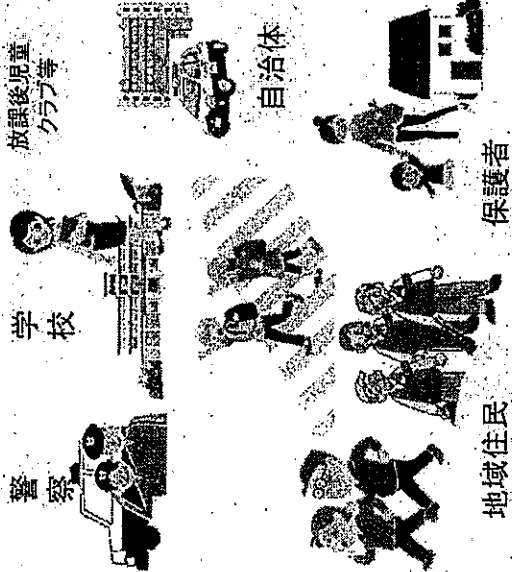 警察
学校
放課後児童
クラブ等
自治体
地域住民
保護者